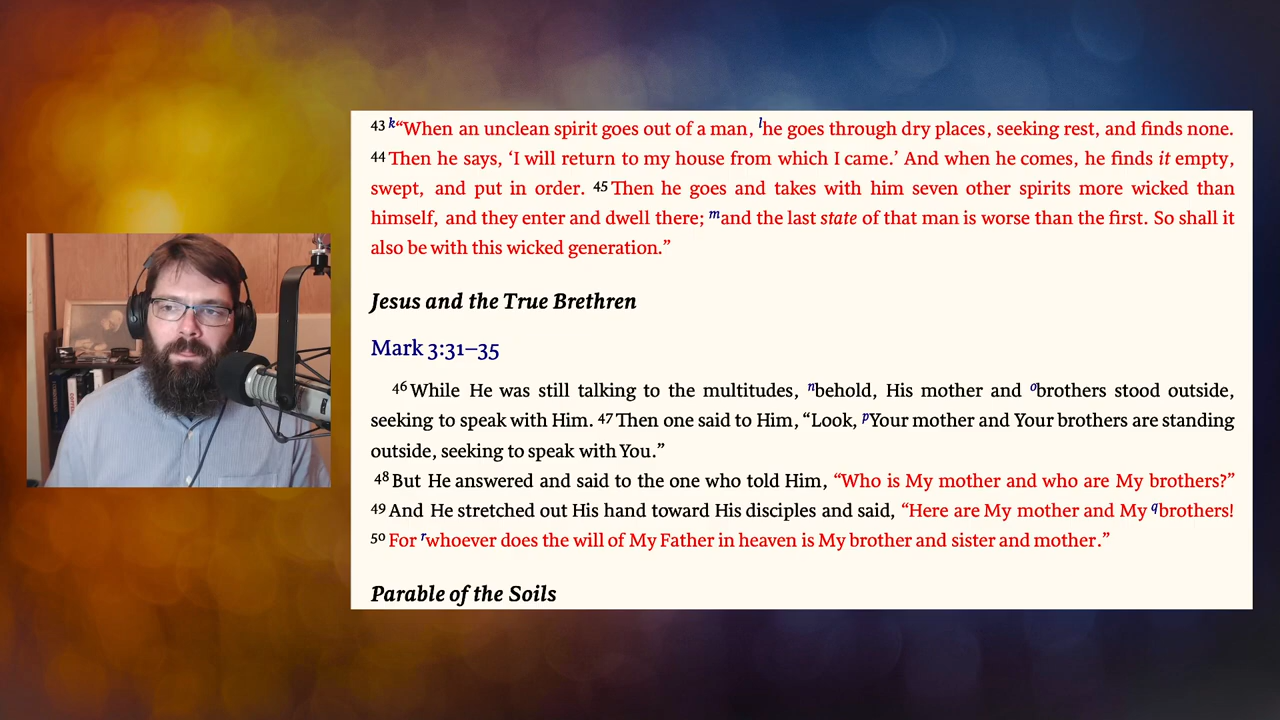 43 k“When an unclean spirit goes out of a man, lhe goes through dry places, seeking rest, and finds none.
44 Then he says, ‘I will return to my house from which I came.’ And when he comes, he finds it empty,
swept, and put in order. 45 Then he goes and takes with him seven other spirits more wicked than
himself, and they enter and dwell there; mand the last state of that man is worse than the first. So shall it
also be with this wicked generation.”
Jesus and the True Brethren
Mark 3:31–35
46 While He was still talking to the multitudes, nbehold, His mother and obrothers stood outside,
seeking to speak with Him. 47 Then one said to Him, “Look, pYour mother and Your brothers are standing
outside, seeking to speak with You.”
48 But He answered and said to the one who told Him, “Who is My mother and who are My brothers?”
49 And He stretched out His hand toward His disciples and said, “Here are My mother and My qbrothers!
50 For rwhoever does the will of My Father in heaven is My brother and sister and mother.”
Parable of the Soils